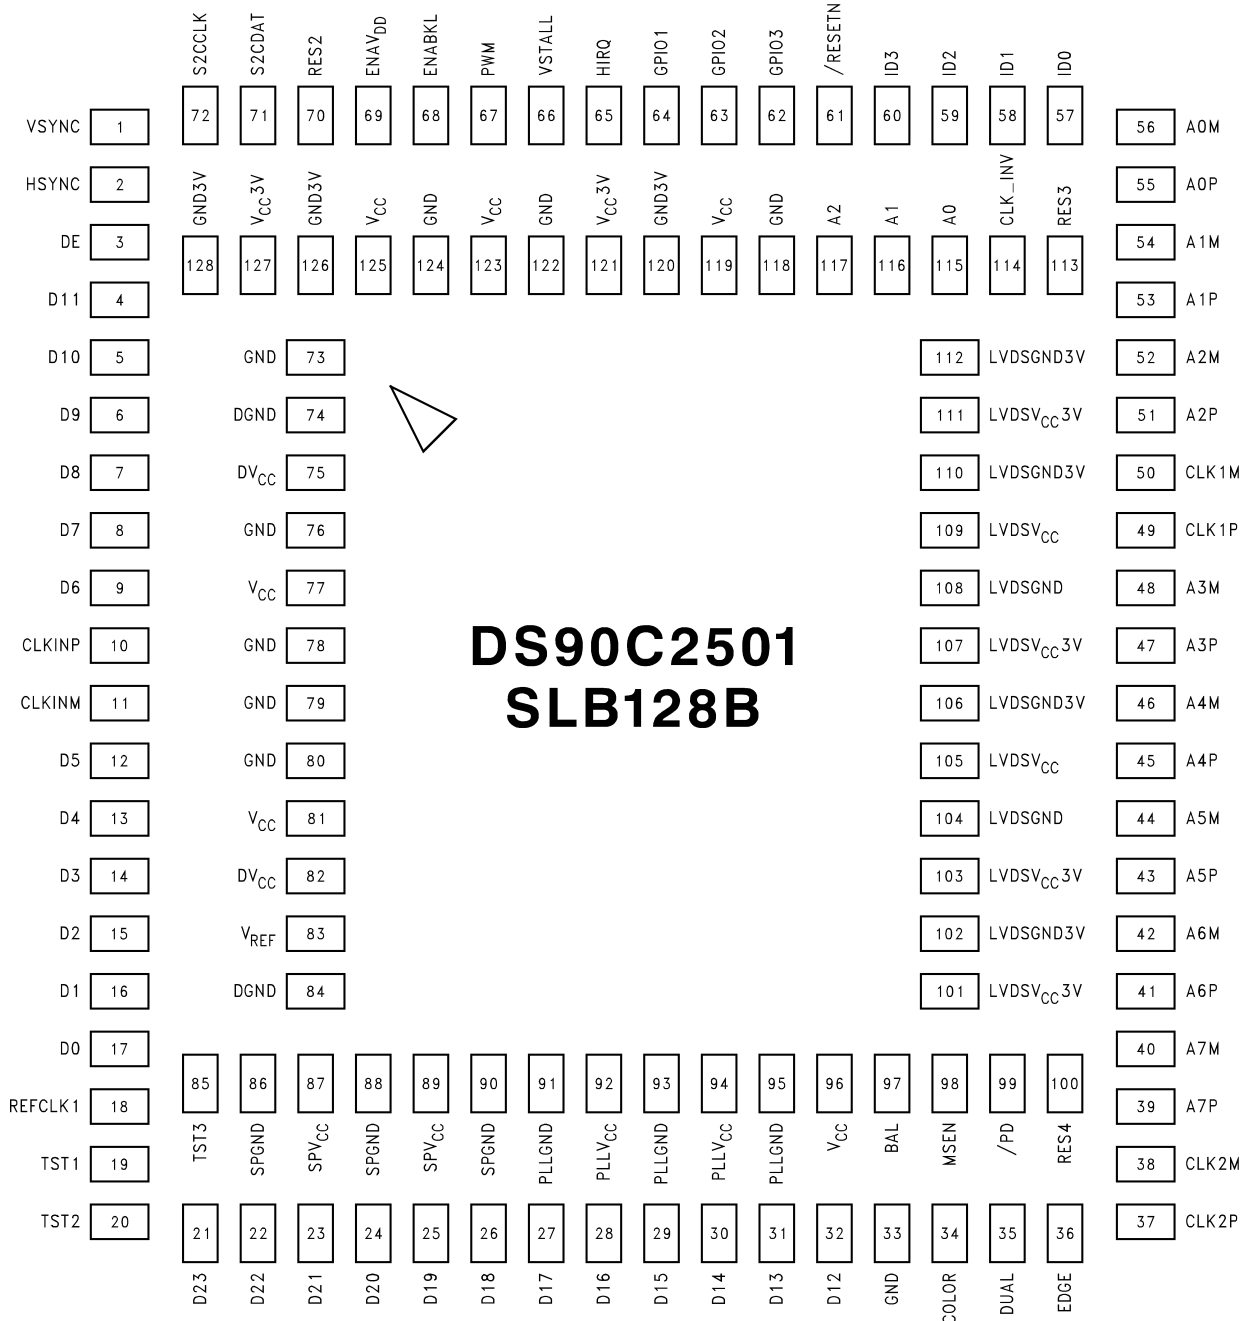 S2CCLK S2CDAT RES2 ENAVDD ENABKL PWM VSTALL HIRQ GPIO1 GPIO2 GPIO3 /RESETN ID3 ID2 ID1 ID0
72 71 70 69 68 67 66 65 64 63 62 61 60 59 58 57
VSYNC 1 56 A0M
HSYNC 2 55 A0P
GND3V VCC3V GND3V VCC GND VCC GND VCC3V GND3V VCC GND A2 A1 A0 CLK_INV RES3
DE 3 54 A1M
128 127 126 125 124 123 122 121 120 119 118 117 116 115 114 113
D11 4 53 A1P
D10 5 GND 73 112 LVDSGND3V 52 A2M
D9 6 DGND 74 111 LVDSVCC3V 51 A2P
D8 7 DVCC 75 110 LVDSGND3V 50 CLK1M
D7 8 GND 76 109 LVDSVCC 49 CLK1P
D6 9 VCC 77 108 LVDSGND 48 A3M
CLKINP 10 GND 78 107 LVDSVCC3V 47 A3P
DS90C2501
CLKINM 11 GND 79 106 LVDSGND3V 46 A4M
SLB128B
D5 12 GND 80 105 LVDSVCC 45 A4P
D4 13 VCC 81 104 LVDSGND 44 A5M
D3 14 DVCC 82 103 LVDSVCC3V 43 A5P
D2 15 VREF 83 102 LVDSGND3V 42 A6M
D1 16 DGND 84 101 LVDSVCC3V 41 A6P
D0 17 40 A7M
85 86 87 88 89 90 91 92 93 94 95 96 97 98 99 100
REFCLK1 18 39 A7P
TST3 SPGND SPVCC SPGND SPVCC SPGND PLLGND PLLVCC PLLGND PLLVCC PLLGND VCC BAL MSEN /PD RES4
TST1 19 38 CLK2M
TST2 20 37 CLK2P
21 22 23 24 25 26 27 28 29 30 31 32 33 34 35 36
D23 D22 D21 D20 D19 D18 D17 D16 D15 D14 D13 D12 GND COLOR DUAL EDGE